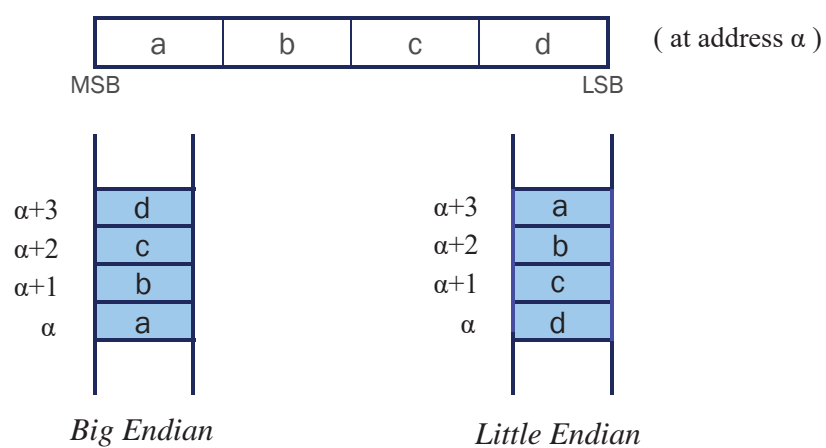 a b c d ( at address α )
MSB LSB
α+3 d α+3 a
α+2 c α+2 b
α+1 b α+1 c
α a α d
Big Endian Little Endian